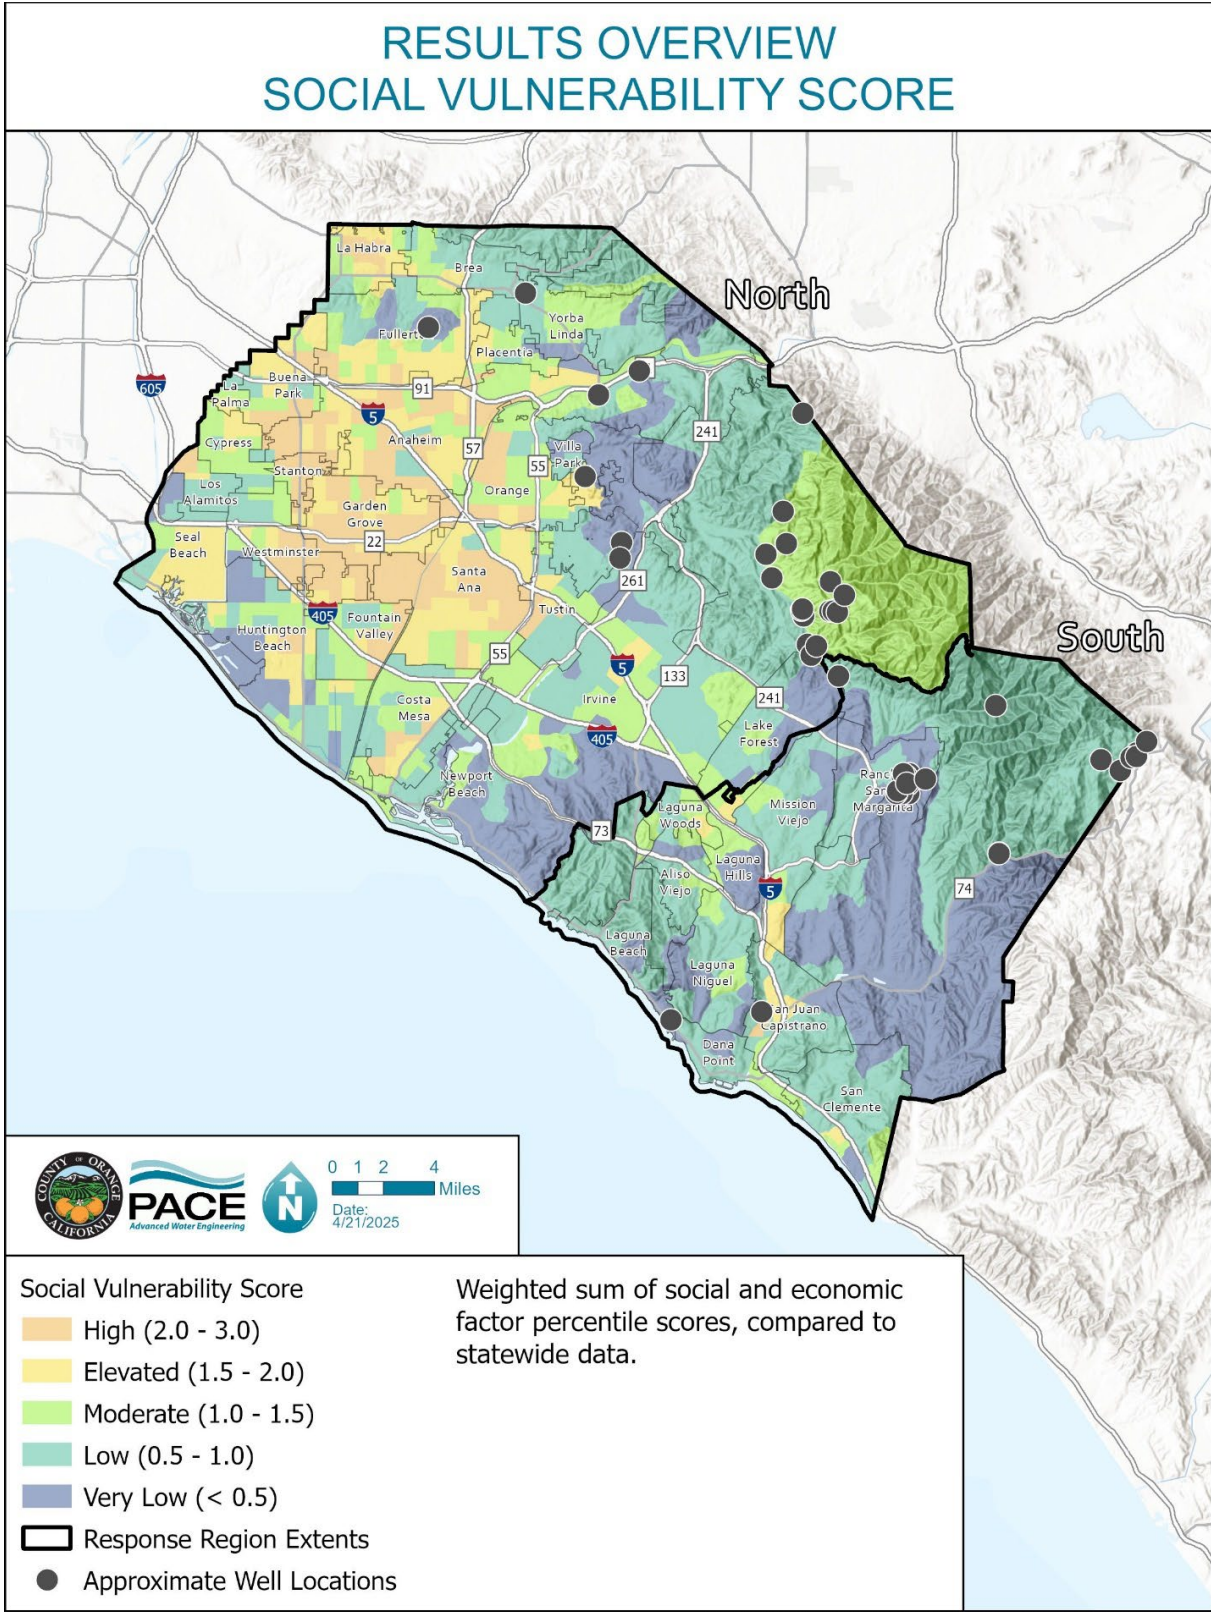 RESULTS OVERVIEW
SOCIAL VULNERABILITY SCORE
North
South
La Habra
Brea
Yorba
Linda
Placentia
Buena
Park
La
Palma
91
605
5
Anaheim
57
241
Cypress
Villa
Park
55
Stanton
Orange
Los
Alamitos
Garden
Grove
22
Seal
Beach
Westminster
Santa
Ana
261
Tustin
405
Fountain
Valley
Huntington
Beach
55
5
133
Irvine
241
Costa
Mesa
Lake
Forest
405
Newport
Beach
Mission
Viejo
Margarita
Laguna
Woods
73
Laguna
Hills
Aliso
Viejo
5
74
Laguna
Beach
Laguna
Niguel
Capistrano
Dana
Point
San
Clemente
COUNTY OF ORANGE
CALIFORNIA
PACE
Advanced Water Engineering
N
0 1 2 4
Miles
Date:
4/21/2025
Social Vulnerability Score
High (2.0 - 3.0)
Elevated (1.5 - 2.0)
Moderate (1.0 - 1.5)
Low (0.5 - 1.0)
Very Low (< 0.5)
Response Region Extents
Approximate Well Locations
Weighted sum of social and economic
factor percentile scores, compared to
statewide data.